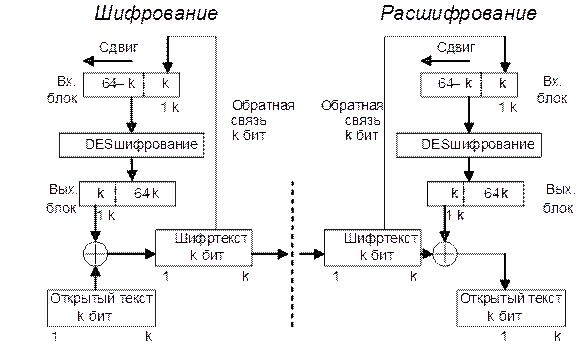 Шифрование
Сдвиг
64– k k
Вх.
блок
1 k
DESшифрование
k 64k
Вых.
блок
1 k
Обратная
связь
k бит
Шифртекст
k бит
1 k
Открытый текст
k бит
1 k
Расшифрование
Сдвиг
64– k k
Вх.
блок
1 k
Обратная
связь
k бит
DESшифрование
k 64k
Вых.
блок
1 k
Шифртекст
k бит
1 k
Открытый текст
k бит
1 k